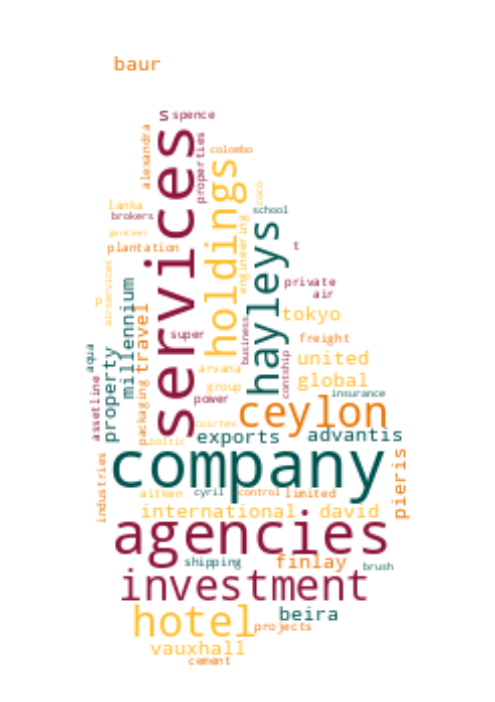 baur
s spence
alexandra
services
properties
colombo
holdings
coco
lanka
brokers
school
hayleys
engineering
gardawer
plantation
t
p
airservices
millennium
travel
private
air
tokyo
super
business
freight
aqua
property
contship
united
arvana
global
assetline
packaging
group
insurance
power
ceylon
coirtex
exports
advantis
baltic
company
industries
pieris
aitken
cyril
control
limited
international
david
agencies
shipping
finlay
brush
investment
hotel
beira
projects
vauxhall
cement